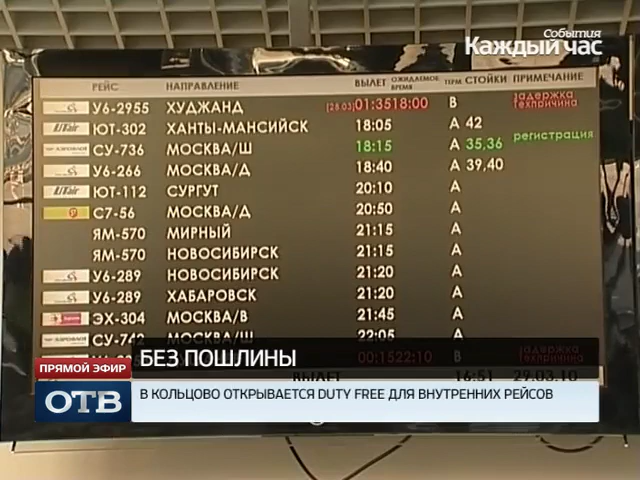 События
Каждый час
РЕЙС НАПРАВЛЕНИЕ ВЫЛЕТ ОЖИДАЕМОЕ ВРЕМЯ ТЕРМ СТОЙКИ ПРИМЕЧАНИЕ
У6-2955 ХУДЖАНД [28.03] 01:35 18:00 В задержка техпричина
ЮТ-302 ХАНТЫ-МАНСИЙСК 18:05 А 42
СУ-736 МОСКВА/Ш 18:15 А 35,36 регистрация
У6-266 МОСКВА/Д 18:40 А 39,40
ЮТ-112 СУРГУТ 20:10 А
С7-56 МОСКВА/Д 20:50 А
ЯМ-570 МИРНЫЙ 21:15 А
ЯМ-570 НОВОСИБИРСК 21:15 А
У6-289 НОВОСИБИРСК 21:20 А
У6-289 ХАБАРОВСК 21:20 А
ЭХ-304 МОСКВА/В 21:45 А
СУ-742 МОСКВА/Ш 22:05 А
00:15 22:10 В задержка техпричина
ВЫЛЕТ 16:51 29.03.10
БЕЗ ПОШЛИНЫ
ПРЯМОЙ ЭФИР
ОТВ
В КОЛЬЦОВО ОТКРЫВАЕТСЯ DUTY FREE ДЛЯ ВНУТРЕННИХ РЕЙСОВ